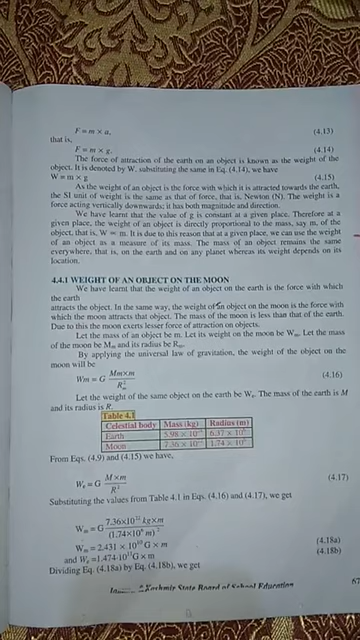 F = m × a,    (4.13)
that is,
F = m × g.    (4.14)
The force of attraction of the earth on an object is known as the weight of the
object. It is denoted by W, substituting the same in Eq. (4.14), we have
W = m × g    (4.15)
As the weight of an object is the force with which it is attracted towards the earth,
the SI unit of weight is the same as that of force, that is, Newton (N). The weight is a
force acting vertically downwards; it has both magnitude and direction.
We have learnt that the value of g is constant at a given place. Therefore at a
given place, the weight of an object is directly proportional to the mass, say m, of the
object, that is, W ∝ m. It is due to this reason that at a given place, we can use the weight
of an object as a measure of its mass. The mass of an object remains the same
everywhere, that is, on the earth and on any planet whereas its weight depends on its
location.
4.4.1 WEIGHT OF AN OBJECT ON THE MOON
We have learnt that the weight of an object on the earth is the force with which
the earth
attracts the object. In the same way, the weight of an object on the moon is the force with
which the moon attracts that object. The mass of the moon is less than that of the earth.
Due to this the moon exerts lesser force of attraction on objects.
Let the mass of an object be m. Let its weight on the moon be Wₘ. Let the mass
of the moon be Mₘ and its radius be Rₘ.
By applying the universal law of gravitation, the weight of the object on the
moon will be
Wm = G Mm×m / R²ₘ    (4.16)
Let the weight of the same object on the earth be Wₑ. The mass of the earth is M
and its radius is R.
Table 4.1
Celestial body    Mass (kg)    Radius (m)
Earth    5.98 × 10    6.37 × 10⁶
Moon    7.36 × 10    1.74 × 10⁶
From Eqs. (4.9) and (4.15) we have,
Wₑ = G M×m / R²    (4.17)
Substituting the values from Table 4.1 in Eqs. (4.16) and (4.17), we get
Wₘ = G 7.36×10²² kg×m / (1.74×10⁶ m)²
Wₘ = 2.431 × 10¹⁰ G × m    (4.18a)
and Wₑ = 1.474×10¹¹ G × m    (4.18b)
Dividing Eq. (4.18a) by Eq. (4.18b), we get
Kashmir State Board of School Education
67